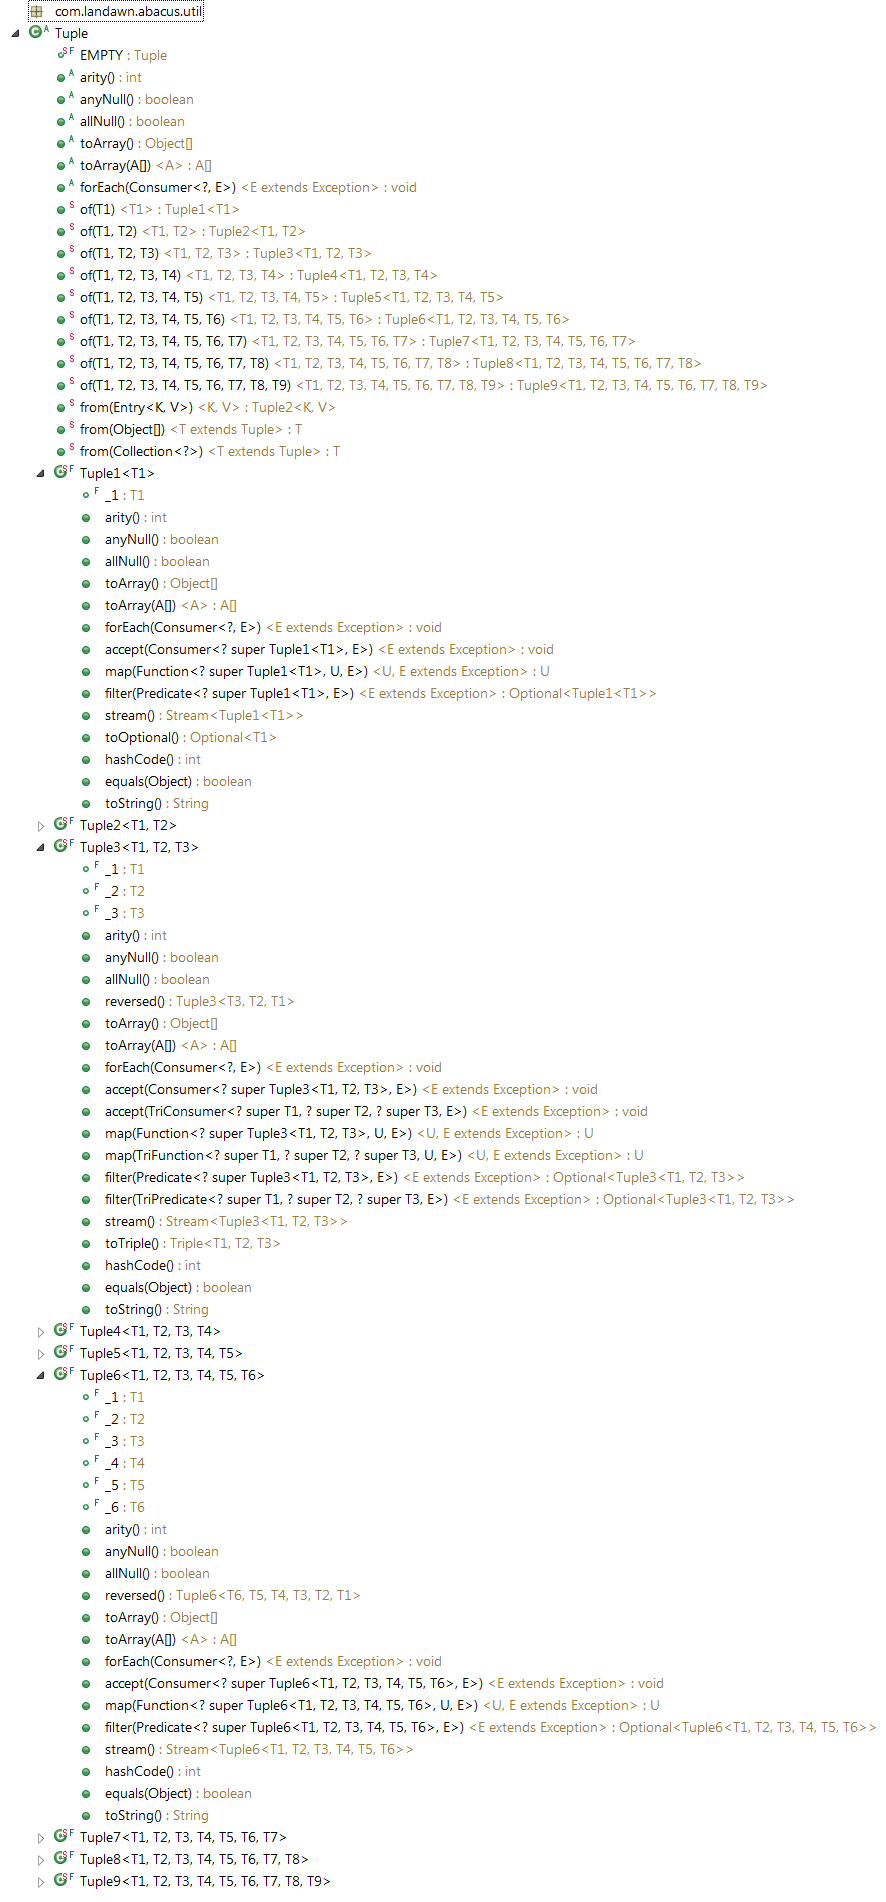 com.landawn.abacus.util
Tuple
EMPTY : Tuple
arity() : int
anyNull() : boolean
allNull() : boolean
toArray() : Object[]
toArray(A[]) <A> : A[]
forEach(Consumer<?, E>) <E extends Exception> : void
of(T1) <T1> : Tuple1<T1>
of(T1, T2) <T1, T2> : Tuple2<T1, T2>
of(T1, T2, T3) <T1, T2, T3> : Tuple3<T1, T2, T3>
of(T1, T2, T3, T4) <T1, T2, T3, T4> : Tuple4<T1, T2, T3, T4>
of(T1, T2, T3, T4, T5) <T1, T2, T3, T4, T5> : Tuple5<T1, T2, T3, T4, T5>
of(T1, T2, T3, T4, T5, T6) <T1, T2, T3, T4, T5, T6> : Tuple6<T1, T2, T3, T4, T5, T6>
of(T1, T2, T3, T4, T5, T6, T7) <T1, T2, T3, T4, T5, T6, T7> : Tuple7<T1, T2, T3, T4, T5, T6, T7>
of(T1, T2, T3, T4, T5, T6, T7, T8) <T1, T2, T3, T4, T5, T6, T7, T8> : Tuple8<T1, T2, T3, T4, T5, T6, T7, T8>
of(T1, T2, T3, T4, T5, T6, T7, T8, T9) <T1, T2, T3, T4, T5, T6, T7, T8, T9> : Tuple9<T1, T2, T3, T4, T5, T6, T7, T8, T9>
from(Entry<K, V>) <K, V> : Tuple2<K, V>
from(Object[]) <T extends Tuple> : T
from(Collection<?>) <T extends Tuple> : T
Tuple1<T1>
_1 : T1
arity() : int
anyNull() : boolean
allNull() : boolean
toArray() : Object[]
toArray(A[]) <A> : A[]
forEach(Consumer<?, E>) <E extends Exception> : void
accept(Consumer<? super Tuple1<T1>, E>) <E extends Exception> : void
map(Function<? super Tuple1<T1>, U, E>) <U, E extends Exception> : U
filter(Predicate<? super Tuple1<T1>, E>) <E extends Exception> : Optional<Tuple1<T1>>
stream() : Stream<Tuple1<T1>>
toOptional() : Optional<T1>
hashCode() : int
equals(Object) : boolean
toString() : String
Tuple2<T1, T2>
Tuple3<T1, T2, T3>
_1 : T1
_2 : T2
_3 : T3
arity() : int
anyNull() : boolean
allNull() : boolean
reversed() : Tuple3<T3, T2, T1>
toArray() : Object[]
toArray(A[]) <A> : A[]
forEach(Consumer<?, E>) <E extends Exception> : void
accept(Consumer<? super Tuple3<T1, T2, T3>, E>) <E extends Exception> : void
accept(TriConsumer<? super T1, ? super T2, ? super T3, E>) <E extends Exception> : void
map(Function<? super Tuple3<T1, T2, T3>, U, E>) <U, E extends Exception> : U
map(TriFunction<? super T1, ? super T2, ? super T3, U, E>) <U, E extends Exception> : U
filter(Predicate<? super Tuple3<T1, T2, T3>, E>) <E extends Exception> : Optional<Tuple3<T1, T2, T3>>
filter(TriPredicate<? super T1, ? super T2, ? super T3, E>) <E extends Exception> : Optional<Tuple3<T1, T2, T3>>
stream() : Stream<Tuple3<T1, T2, T3>>
toTriple() : Triple<T1, T2, T3>
hashCode() : int
equals(Object) : boolean
toString() : String
Tuple4<T1, T2, T3, T4>
Tuple5<T1, T2, T3, T4, T5>
Tuple6<T1, T2, T3, T4, T5, T6>
_1 : T1
_2 : T2
_3 : T3
_4 : T4
_5 : T5
_6 : T6
arity() : int
anyNull() : boolean
allNull() : boolean
reversed() : Tuple6<T6, T5, T4, T3, T2, T1>
toArray() : Object[]
toArray(A[]) <A> : A[]
forEach(Consumer<?, E>) <E extends Exception> : void
accept(Consumer<? super Tuple6<T1, T2, T3, T4, T5, T6>, E>) <E extends Exception> : void
map(Function<? super Tuple6<T1, T2, T3, T4, T5, T6>, U, E>) <U, E extends Exception> : U
filter(Predicate<? super Tuple6<T1, T2, T3, T4, T5, T6>, E>) <E extends Exception> : Optional<Tuple6<T1, T2, T3, T4, T5, T6>>
stream() : Stream<Tuple6<T1, T2, T3, T4, T5, T6>>
hashCode() : int
equals(Object) : boolean
toString() : String
Tuple7<T1, T2, T3, T4, T5, T6, T7>
Tuple8<T1, T2, T3, T4, T5, T6, T7, T8>
Tuple9<T1, T2, T3, T4, T5, T6, T7, T8, T9>